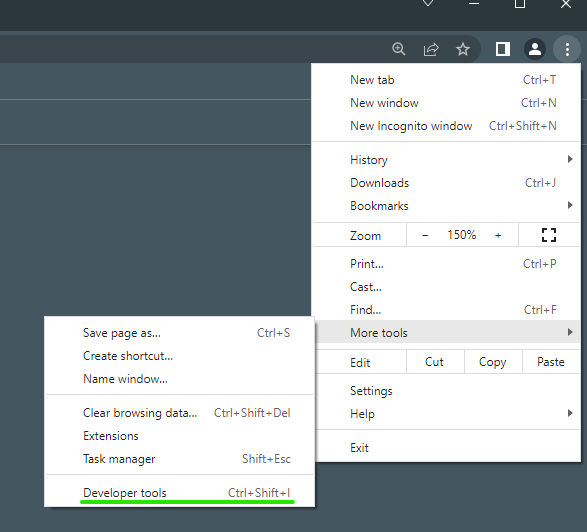 New tab Ctrl+T
New window Ctrl+N
New Incognito window Ctrl+Shift+N
History
Downloads Ctrl+J
Bookmarks
Zoom − 150% +
Print... Ctrl+P
Cast...
Find... Ctrl+F
More tools
Edit Cut Copy Paste
Settings
Help
Exit
Save page as... Ctrl+S
Create shortcut...
Name window...
Clear browsing data... Ctrl+Shift+Del
Extensions
Task manager Shift+Esc
Developer tools Ctrl+Shift+I